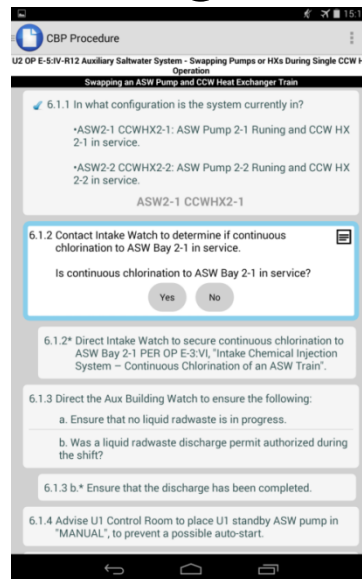 15:1
CBP Procedure
U2 OP E-5:IV-R12 Auxiliary Saltwater System - Swapping Pumps or HXs During Single CCW H
Operation
Swapping an ASW Pump and CCW Heat Exchanger Train
6.1.1 In what configuration is the system currently in?
•ASW2-1 CCWHX2-1: ASW Pump 2-1 Runing and CCW HX
2-1 in service.
•ASW2-2 CCWHX2-2: ASW Pump 2-2 Runing and CCW HX
2-2 in service.
ASW2-1 CCWHX2-1
6.1.2 Contact Intake Watch to determine if continuous
chlorination to ASW Bay 2-1 in service.
Is continuous chlorination to ASW Bay 2-1 in service?
Yes No
6.1.2* Direct Intake Watch to secure continuous chlorination to
ASW Bay 2-1 PER OP E-3:VI, "Intake Chemical Injection
System – Continuous Chlorination of an ASW Train".
6.1.3 Direct the Aux Building Watch to ensure the following:
a. Ensure that no liquid radwaste is in progress.
b. Was a liquid radwaste discharge permit authorized during
the shift?
6.1.3 b.* Ensure that the discharge has been completed.
6.1.4 Advise U1 Control Room to place U1 standby ASW pump in
"MANUAL", to prevent a possible auto-start.